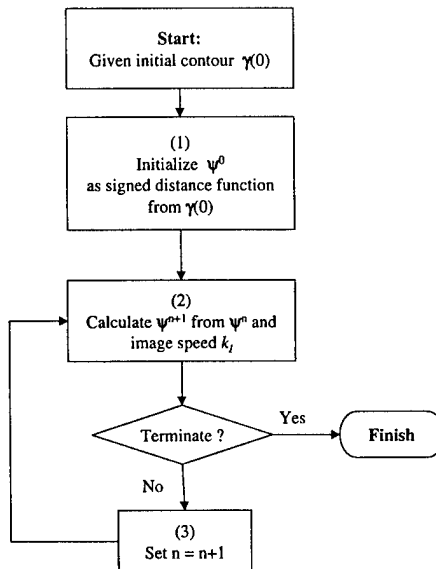 Start:
Given initial contour γ(0)
(1)
Initialize ψ⁰
as signed distance function
from γ(0)
(2)
Calculate ψⁿ⁺¹ from ψⁿ and
image speed k_I
Terminate ?
Yes
Finish
No
(3)
Set n = n+1